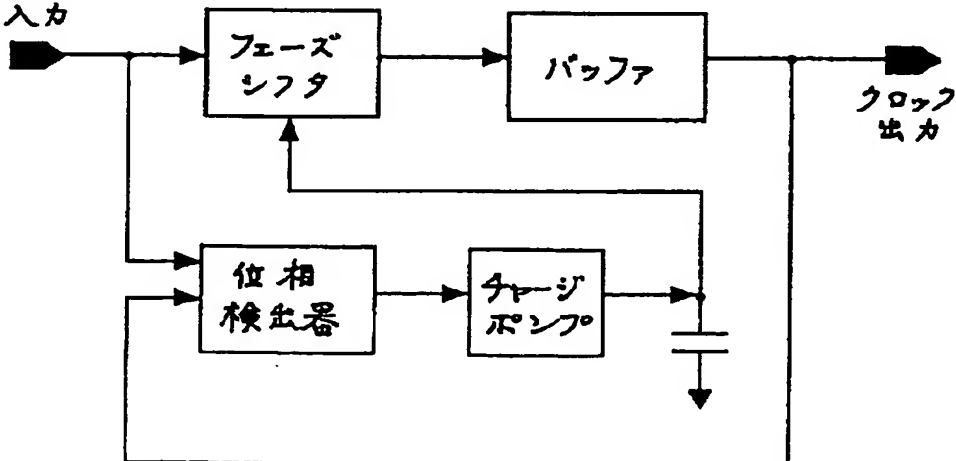 入力
フェーズ
シフタ
バッファ
クロック
出力
位相
検出器
チャージ
ポンプ